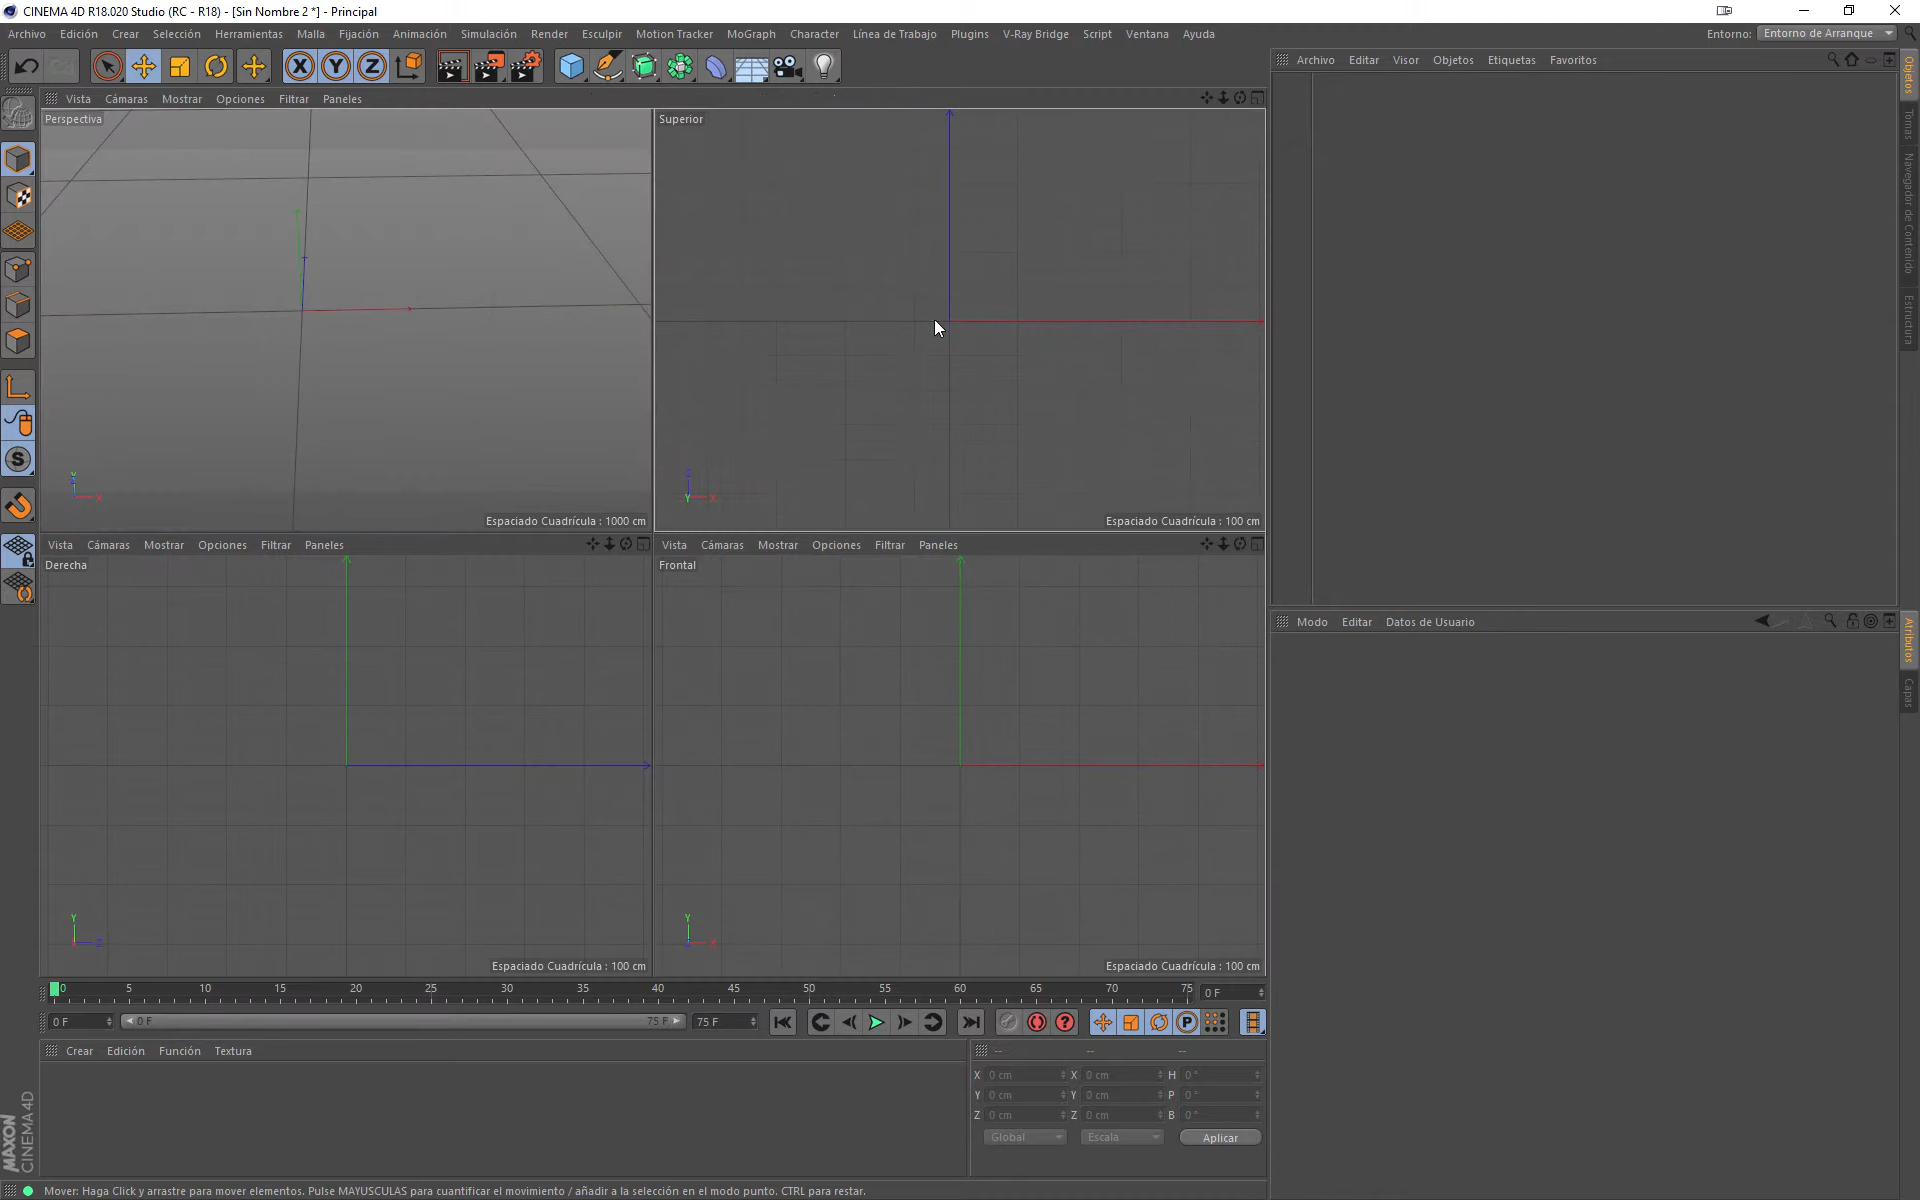 CINEMA 4D R18.020 Studio (RC - R18) - [Sin Nombre 2 *] - Principal
Archivo Edición Crear Selección Herramientas Malla Fijación Animación Simulación Render Esculpir Motion Tracker MoGraph Character Línea de Trabajo Plugins V-Ray Bridge Script Ventana Ayuda Entorno: Entorno de Arranque
X Y Z
Archivo Editar Visor Objetos Etiquetas Favoritos
Vista Cámaras Mostrar Opciones Filtrar Paneles
Perspectiva
Superior
Objetos
Tomas
Navegador de Contenido
Estructura
Y
Z
X
Z
Y
X
S
Espaciado Cuadrícula : 1000 cm
Espaciado Cuadrícula : 100 cm
Vista Cámaras Mostrar Opciones Filtrar Paneles
Vista Cámaras Mostrar Opciones Filtrar Paneles
Derecha
Frontal
Modo Editar Datos de Usuario
Atributos
Capas
Y
Z
Y
X
Espaciado Cuadrícula : 100 cm
Espaciado Cuadrícula : 100 cm
0 5 10 15 20 25 30 35 40 45 50 55 60 65 70 75 0 F
0 F 0 F 75 F 75 F ? P
Crear Edición Función Textura
-- -- --
X 0 cm X 0 cm H 0 °
Y 0 cm Y 0 cm P 0 °
Z 0 cm Z 0 cm B 0 °
Global Escala Aplicar
MAXON
CINEMA 4D
Mover: Haga Click y arrastre para mover elementos. Pulse MAYUSCULAS para cuantificar el movimiento / añadir a la selección en el modo punto. CTRL para restar.